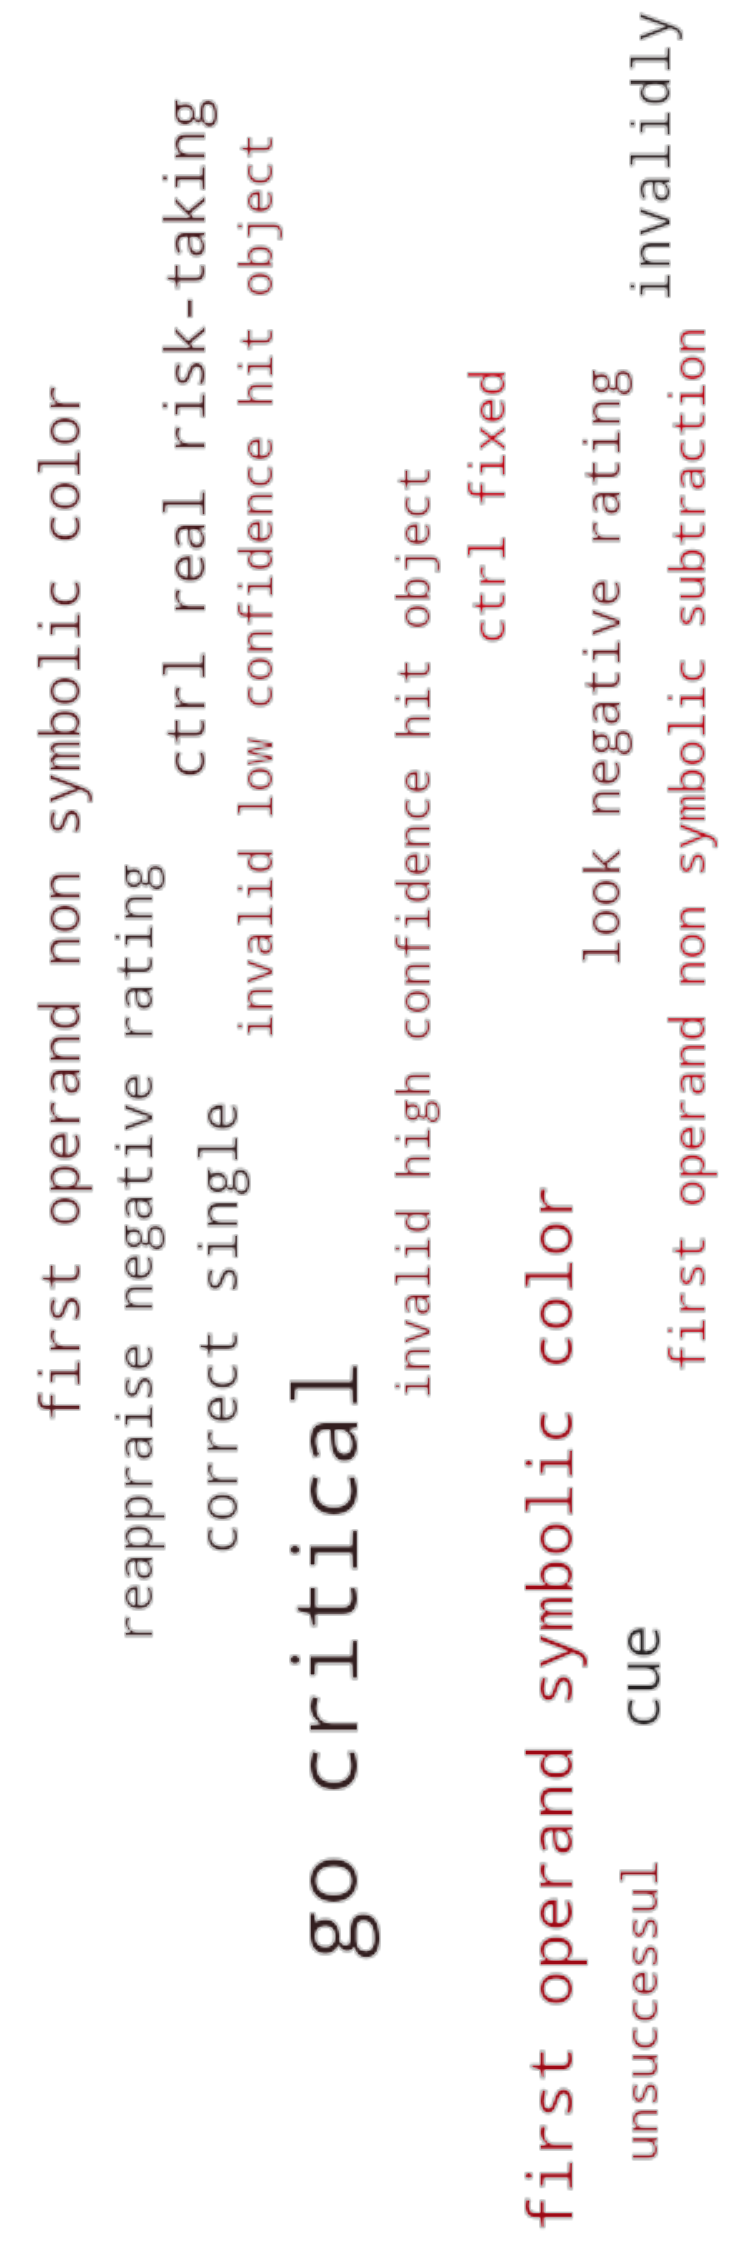 first operand non symbolic color
reappraise negative rating
ctrl real risk-taking
correct single
invalid low confidence hit object
go critical
invalid high confidence hit object
ctrl fixed
first operand symbolic color
look negative rating
unsuccessul
cue
invalidly
first operand non symbolic subtraction